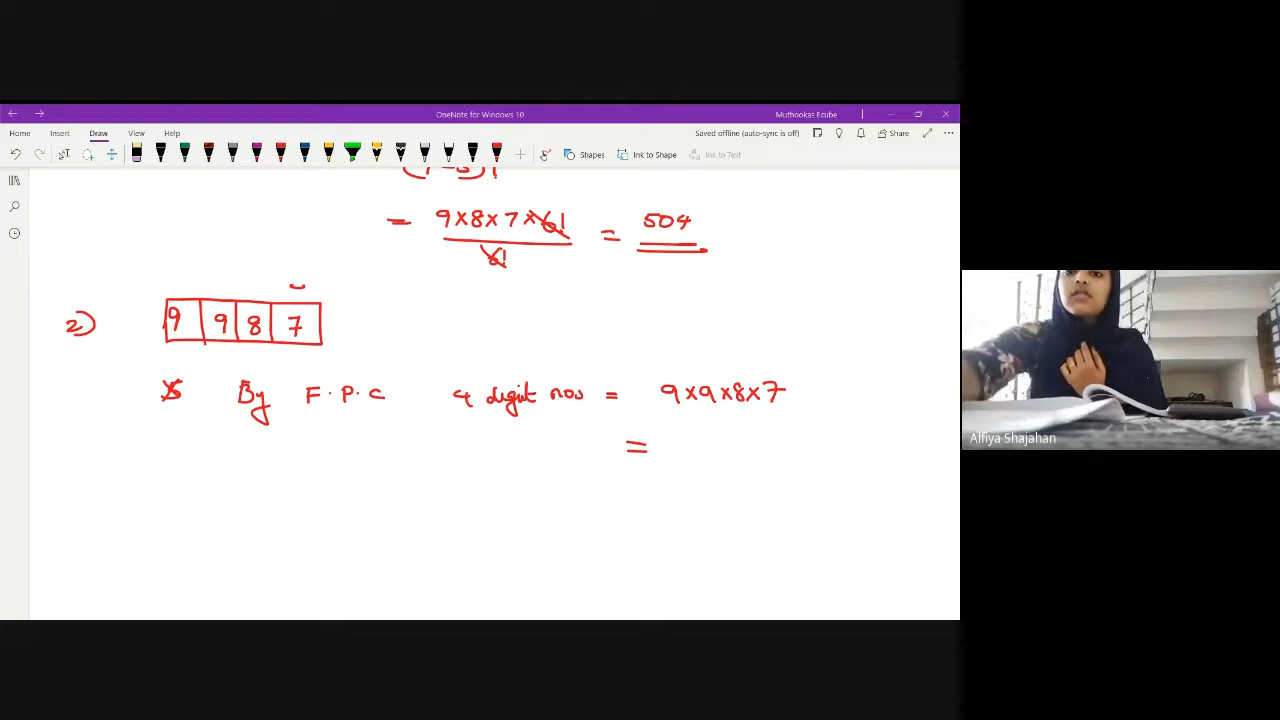 OneNote for Windows 10
Muthookas Ecube
Home Insert Draw View Help
Saved offline (auto-sync is off)
Share
Shapes
Ink to Shape
Ink to Text
= 9×8×7×6! / 6! = 504
2) 9 9 8 7
By F.P.C 4 digit nos = 9×9×8×7
=
Alfiya Shajahan